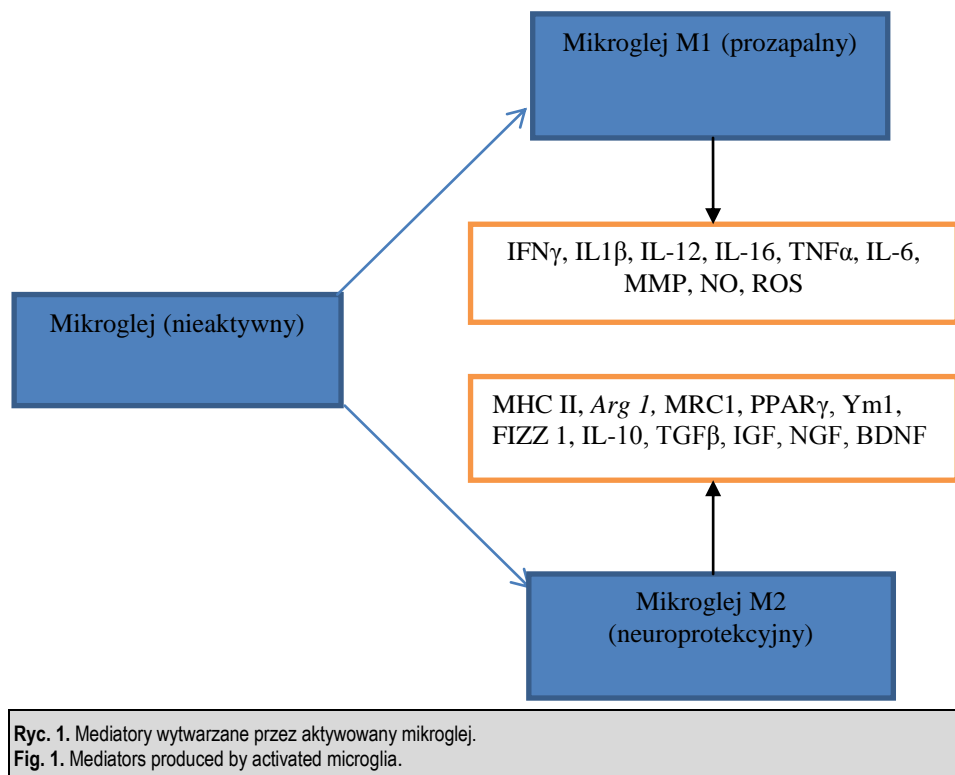 Mikroglej M1 (prozapalny)
IFNγ, IL1β, IL-12, IL-16, TNFα, IL-6,
MMP, NO, ROS
Mikroglej (nieaktywny)
MHC II, Arg 1, MRC1, PPARγ, Ym1,
FIZZ 1, IL-10, TGFβ, IGF, NGF, BDNF
Mikroglej M2
(neuroprotekcyjny)
Ryc. 1. Mediatory wytwarzane przez aktywowany mikroglej.
Fig. 1. Mediators produced by activated microglia.